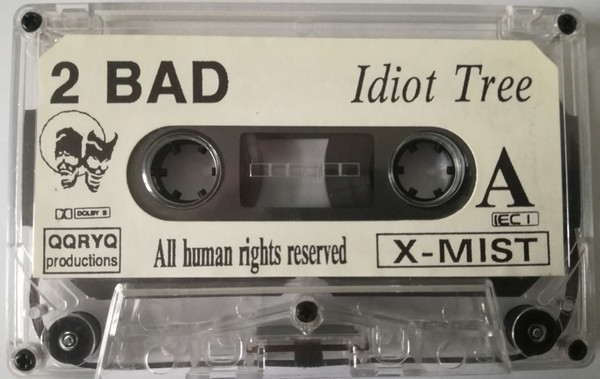 2 BAD
Idiot Tree
A
DOLBY B
IEC I
QQRYQ
productions
All human rights reserved
X-MIST